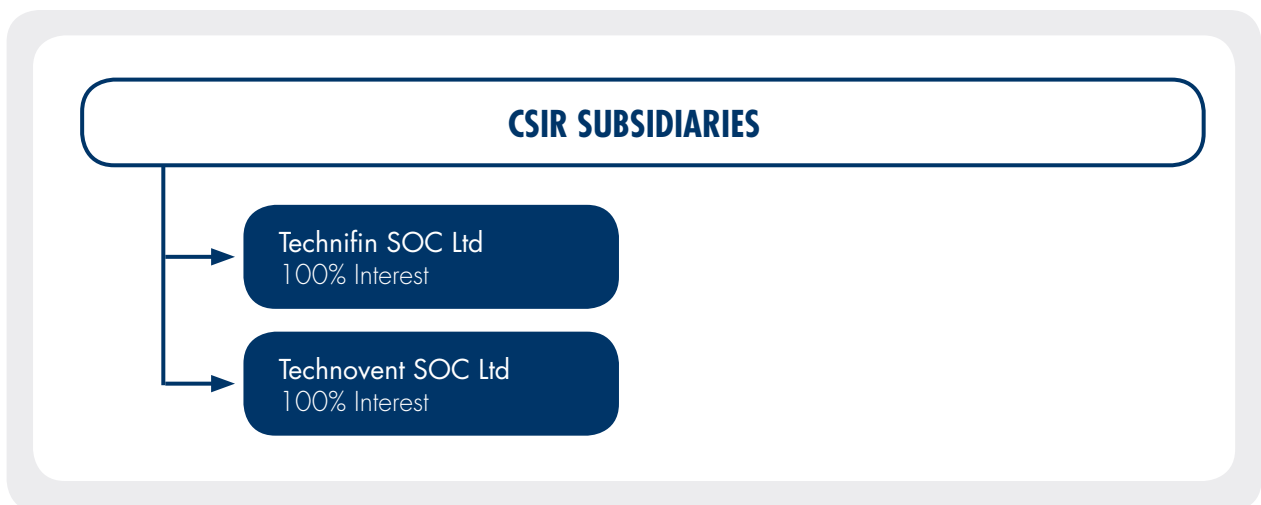 CSIR SUBSIDIARIES
Technifin SOC Ltd
100% Interest
Technovent SOC Ltd
100% Interest